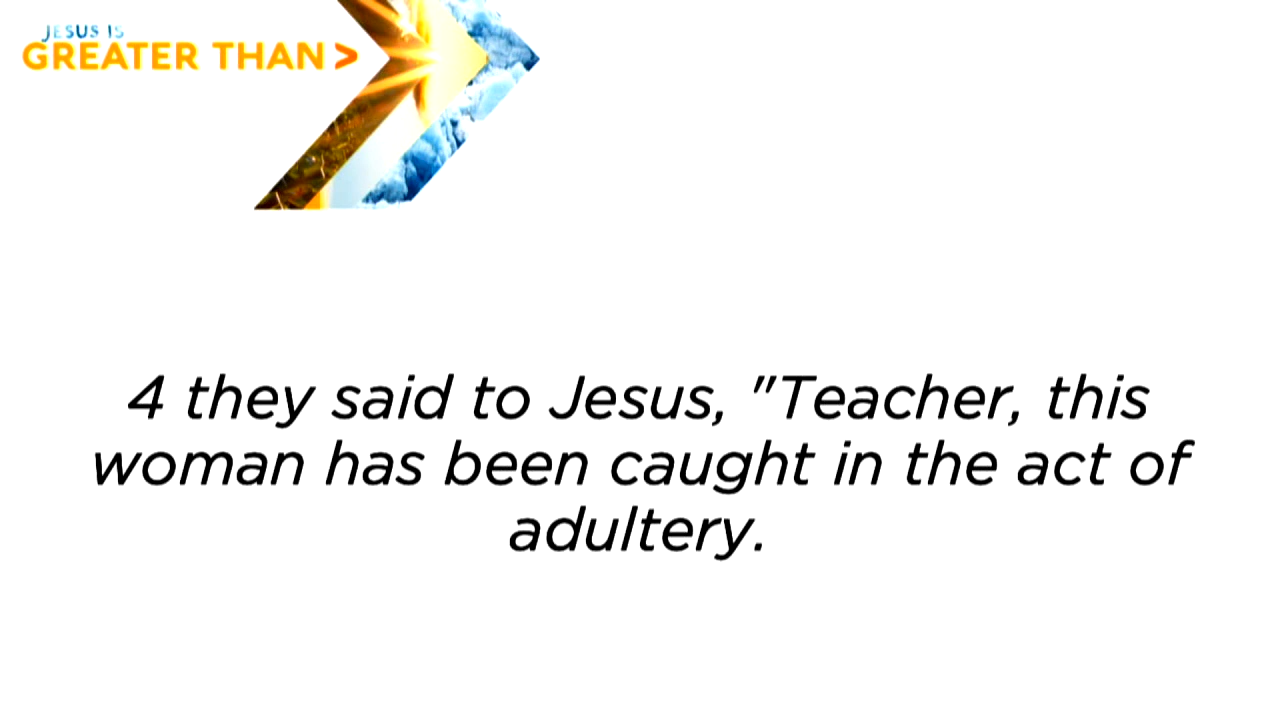 JESUS IS
GREATER THAN >
4 they said to Jesus, "Teacher, this
woman has been caught in the act of
adultery.